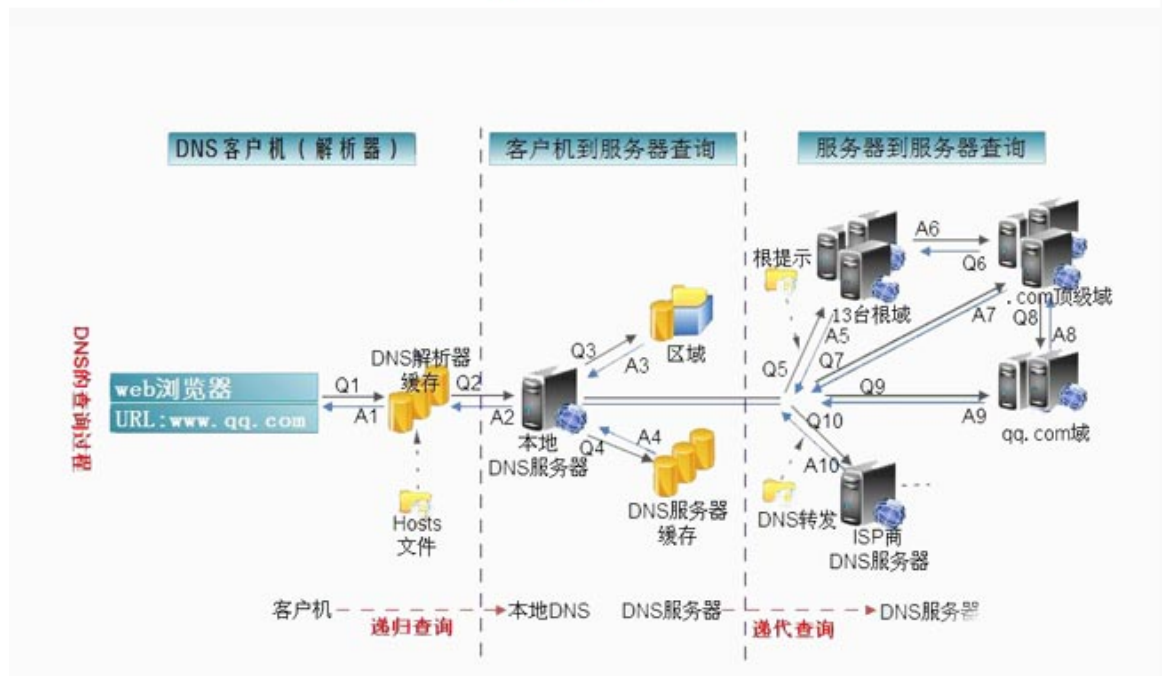 DNS客户机(解析器)
客户机到服务器查询
服务器到服务器查询
DNS的查询过程
web浏览器
URL:www.qq.com
Q1
A1
DNS解析器
缓存
Hosts
文件
Q2
A2
本地
DNS服务器
Q3
A3
区域
Q4
A4
DNS服务器
缓存
根提示
13台根域
A6
Q6
.com顶级域
Q5
A5
Q7
A7
Q8
A8
Q9
A9
qq.com域
Q10
A10
DNS转发
ISP商
DNS服务器
客户机
递归查询
本地DNS
DNS服务器
递代查询
DNS服务器